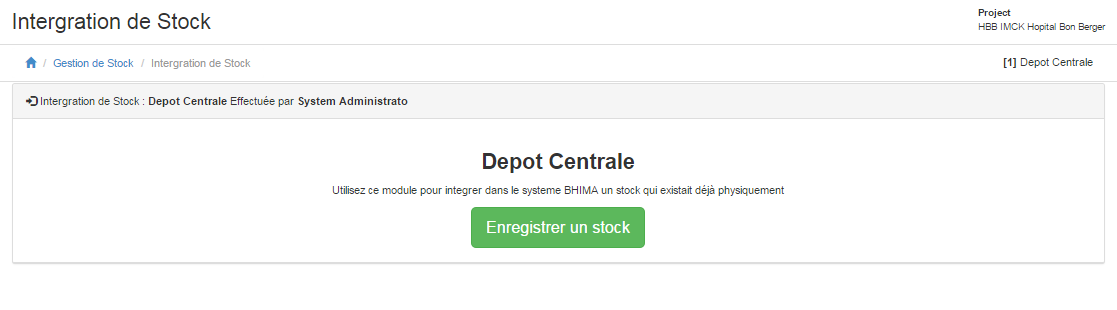 Intergration de Stock
Project
HBB IMCK Hopital Bon Berger
/ Gestion de Stock / Intergration de Stock
[1] Depot Centrale
Intergration de Stock : Depot Centrale Effectuée par System Administrato
Depot Centrale
Utilisez ce module pour integrer dans le systeme BHIMA un stock qui existait déjà physiquement
Enregistrer un stock